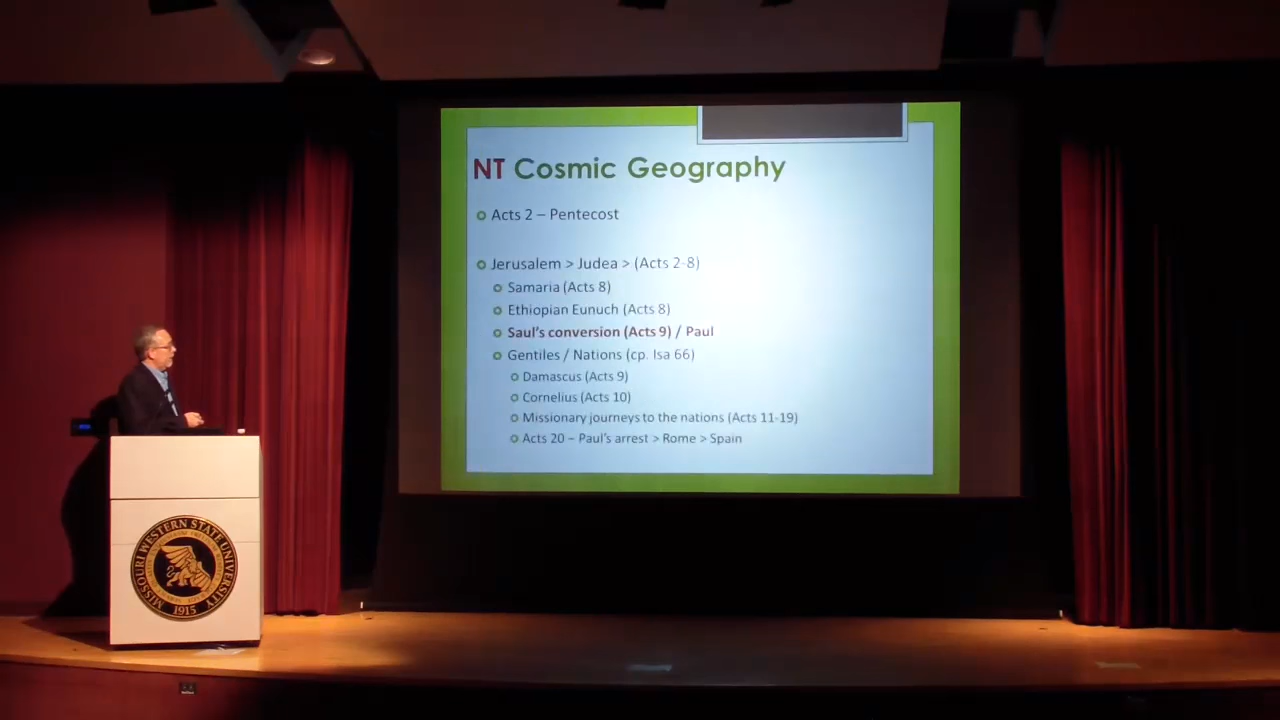 NT Cosmic Geography
Acts 2 – Pentecost
Jerusalem > Judea > (Acts 2-8)
Samaria (Acts 8)
Ethiopian Eunuch (Acts 8)
Saul's conversion (Acts 9) / Paul
Gentiles / Nations (cp. Isa 66)
Damascus (Acts 9)
Cornelius (Acts 10)
Missionary journeys to the nations (Acts 11-19)
Acts 20 – Paul's arrest > Rome > Spain
MISSOURI WESTERN STATE UNIVERSITY
1915